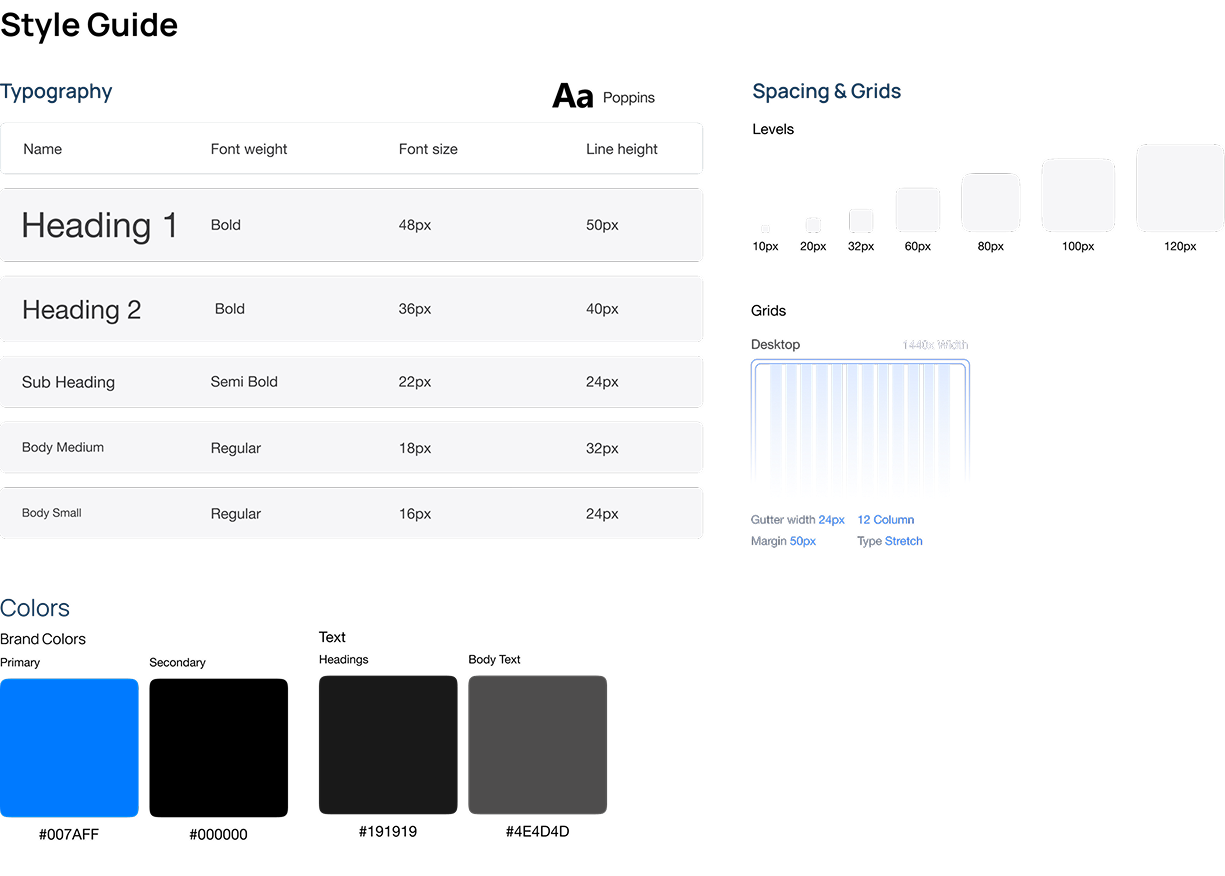 Style Guide
Typography
Aa Poppins
Name Font weight Font size Line height
Heading 1 Bold 48px 50px
Heading 2 Bold 36px 40px
Sub Heading Semi Bold 22px 24px
Body Medium Regular 18px 32px
Body Small Regular 16px 24px
Spacing & Grids
Levels
10px 20px 32px 60px 80px 100px 120px
Grids
Desktop 1440x Width
Gutter width 24px 12 Column
Margin 50px Type Stretch
Colors
Brand Colors
Primary Secondary
#007AFF #000000
Text
Headings Body Text
#191919 #4E4D4D